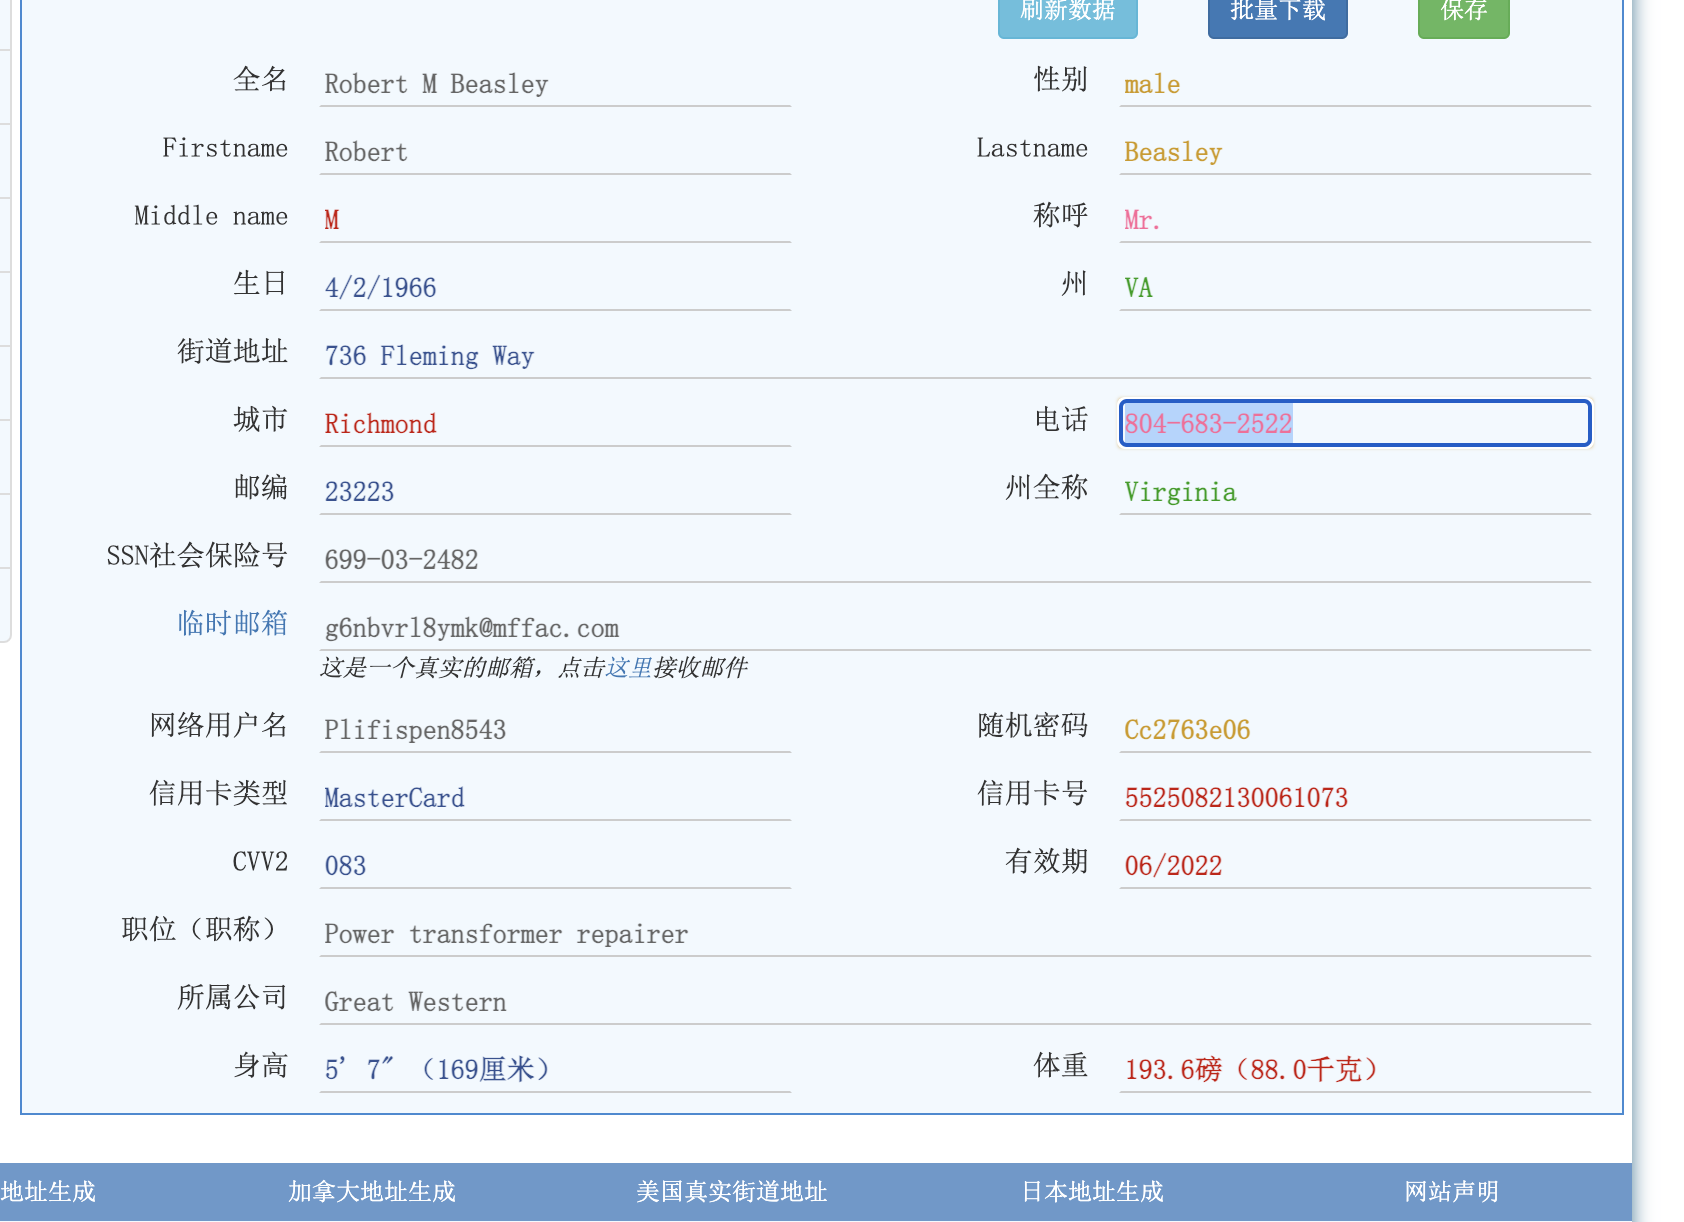 刷新数据 批量下载 保存
全名 Robert M Beasley 性别 male
Firstname Robert Lastname Beasley
Middle name M 称呼 Mr.
生日 4/2/1966 州 VA
街道地址 736 Fleming Way
城市 Richmond 电话 804-683-2522
邮编 23223 州全称 Virginia
SSN社会保险号 699-03-2482
临时邮箱 g6nbvrl8ymk@mffac.com
这是一个真实的邮箱，点击这里接收邮件
网络用户名 Plifispen8543 随机密码 Cc2763e06
信用卡类型 MasterCard 信用卡号 5525082130061073
CVV2 083 有效期 06/2022
职位（职称） Power transformer repairer
所属公司 Great Western
身高 5' 7" （169厘米） 体重 193.6磅（88.0千克）
地址生成 加拿大地址生成 美国真实街道地址 日本地址生成 网站声明